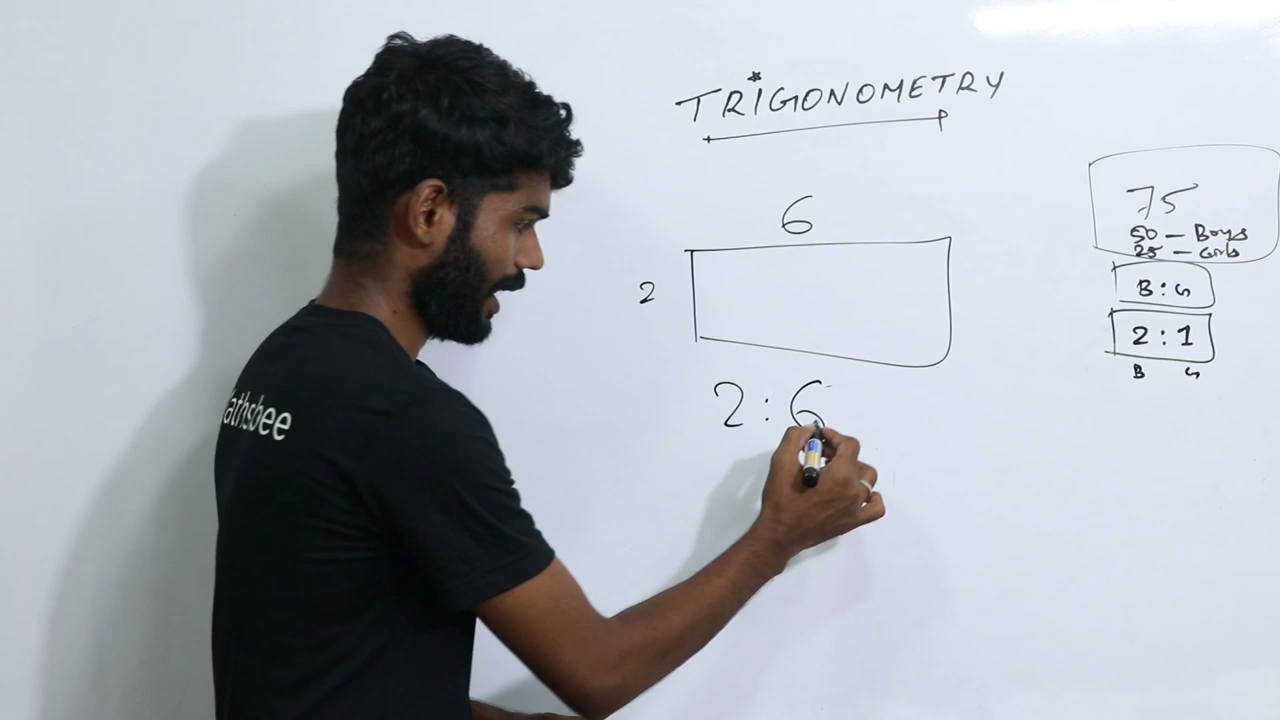 TRIGONOMETRY
6
2
2 : 6
75
50 — Boys
25 — Girls
B : G
2 : 1
B G
athsbee